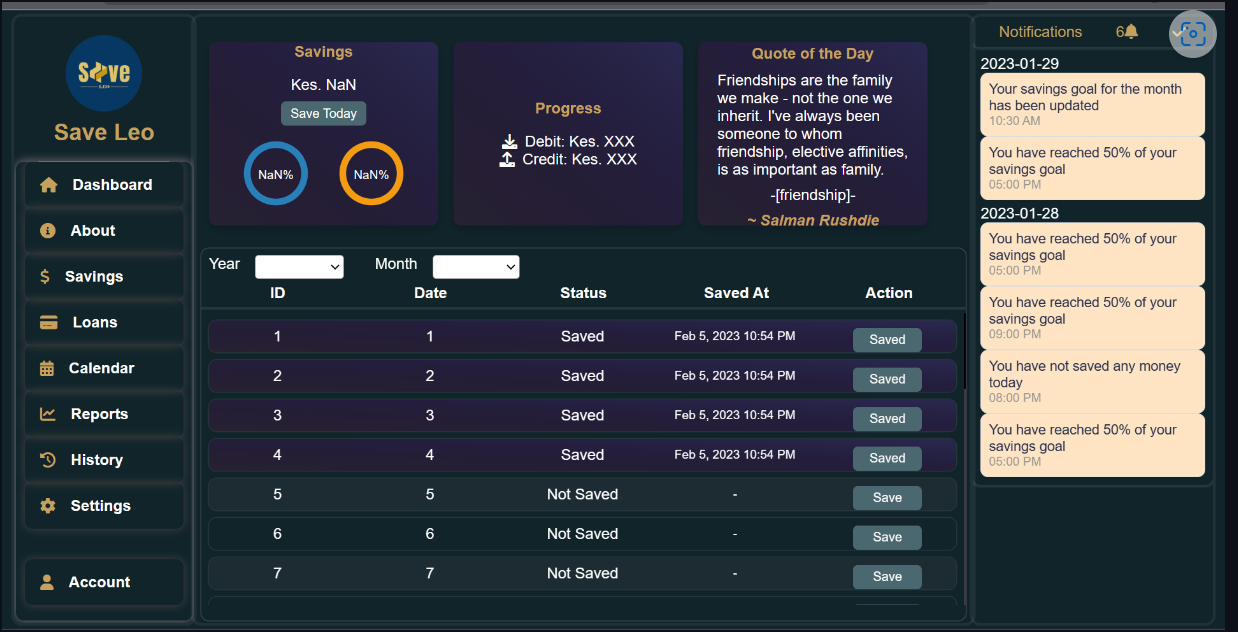 Save
LEO
Save Leo
Dashboard
About
Savings
Loans
Calendar
Reports
History
Settings
Account
Savings
Kes. NaN
Save Today
NaN%
NaN%
Progress
Debit: Kes. XXX
Credit: Kes. XXX
Quote of the Day
Friendships are the family
we make - not the one we
inherit. I've always been
someone to whom
friendship, elective affinities,
is as important as family.
-[friendship]-
~ Salman Rushdie
Year
Month
ID Date Status Saved At Action
1 1 Saved Feb 5, 2023 10:54 PM Saved
2 2 Saved Feb 5, 2023 10:54 PM Saved
3 3 Saved Feb 5, 2023 10:54 PM Saved
4 4 Saved Feb 5, 2023 10:54 PM Saved
5 5 Not Saved - Save
6 6 Not Saved - Save
7 7 Not Saved - Save
Notifications 6
2023-01-29
Your savings goal for the month
has been updated
10:30 AM
You have reached 50% of your
savings goal
05:00 PM
2023-01-28
You have reached 50% of your
savings goal
05:00 PM
You have reached 50% of your
savings goal
09:00 PM
You have not saved any money
today
08:00 PM
You have reached 50% of your
savings goal
05:00 PM